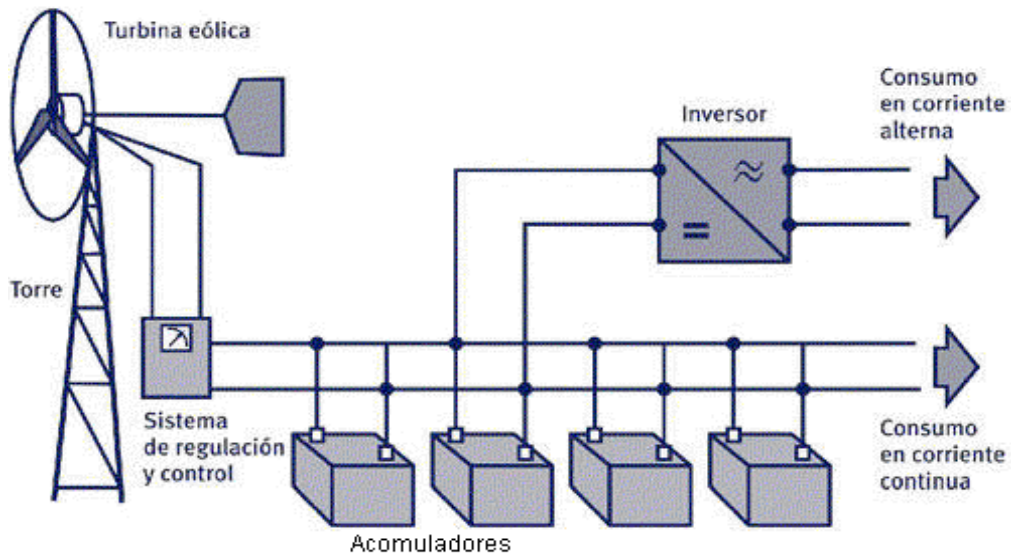 Turbina eólica
Consumo
en corriente
alterna
Inversor
Torre
Sistema
de regulación
y control
Consumo
en corriente
continua
Acomuladores